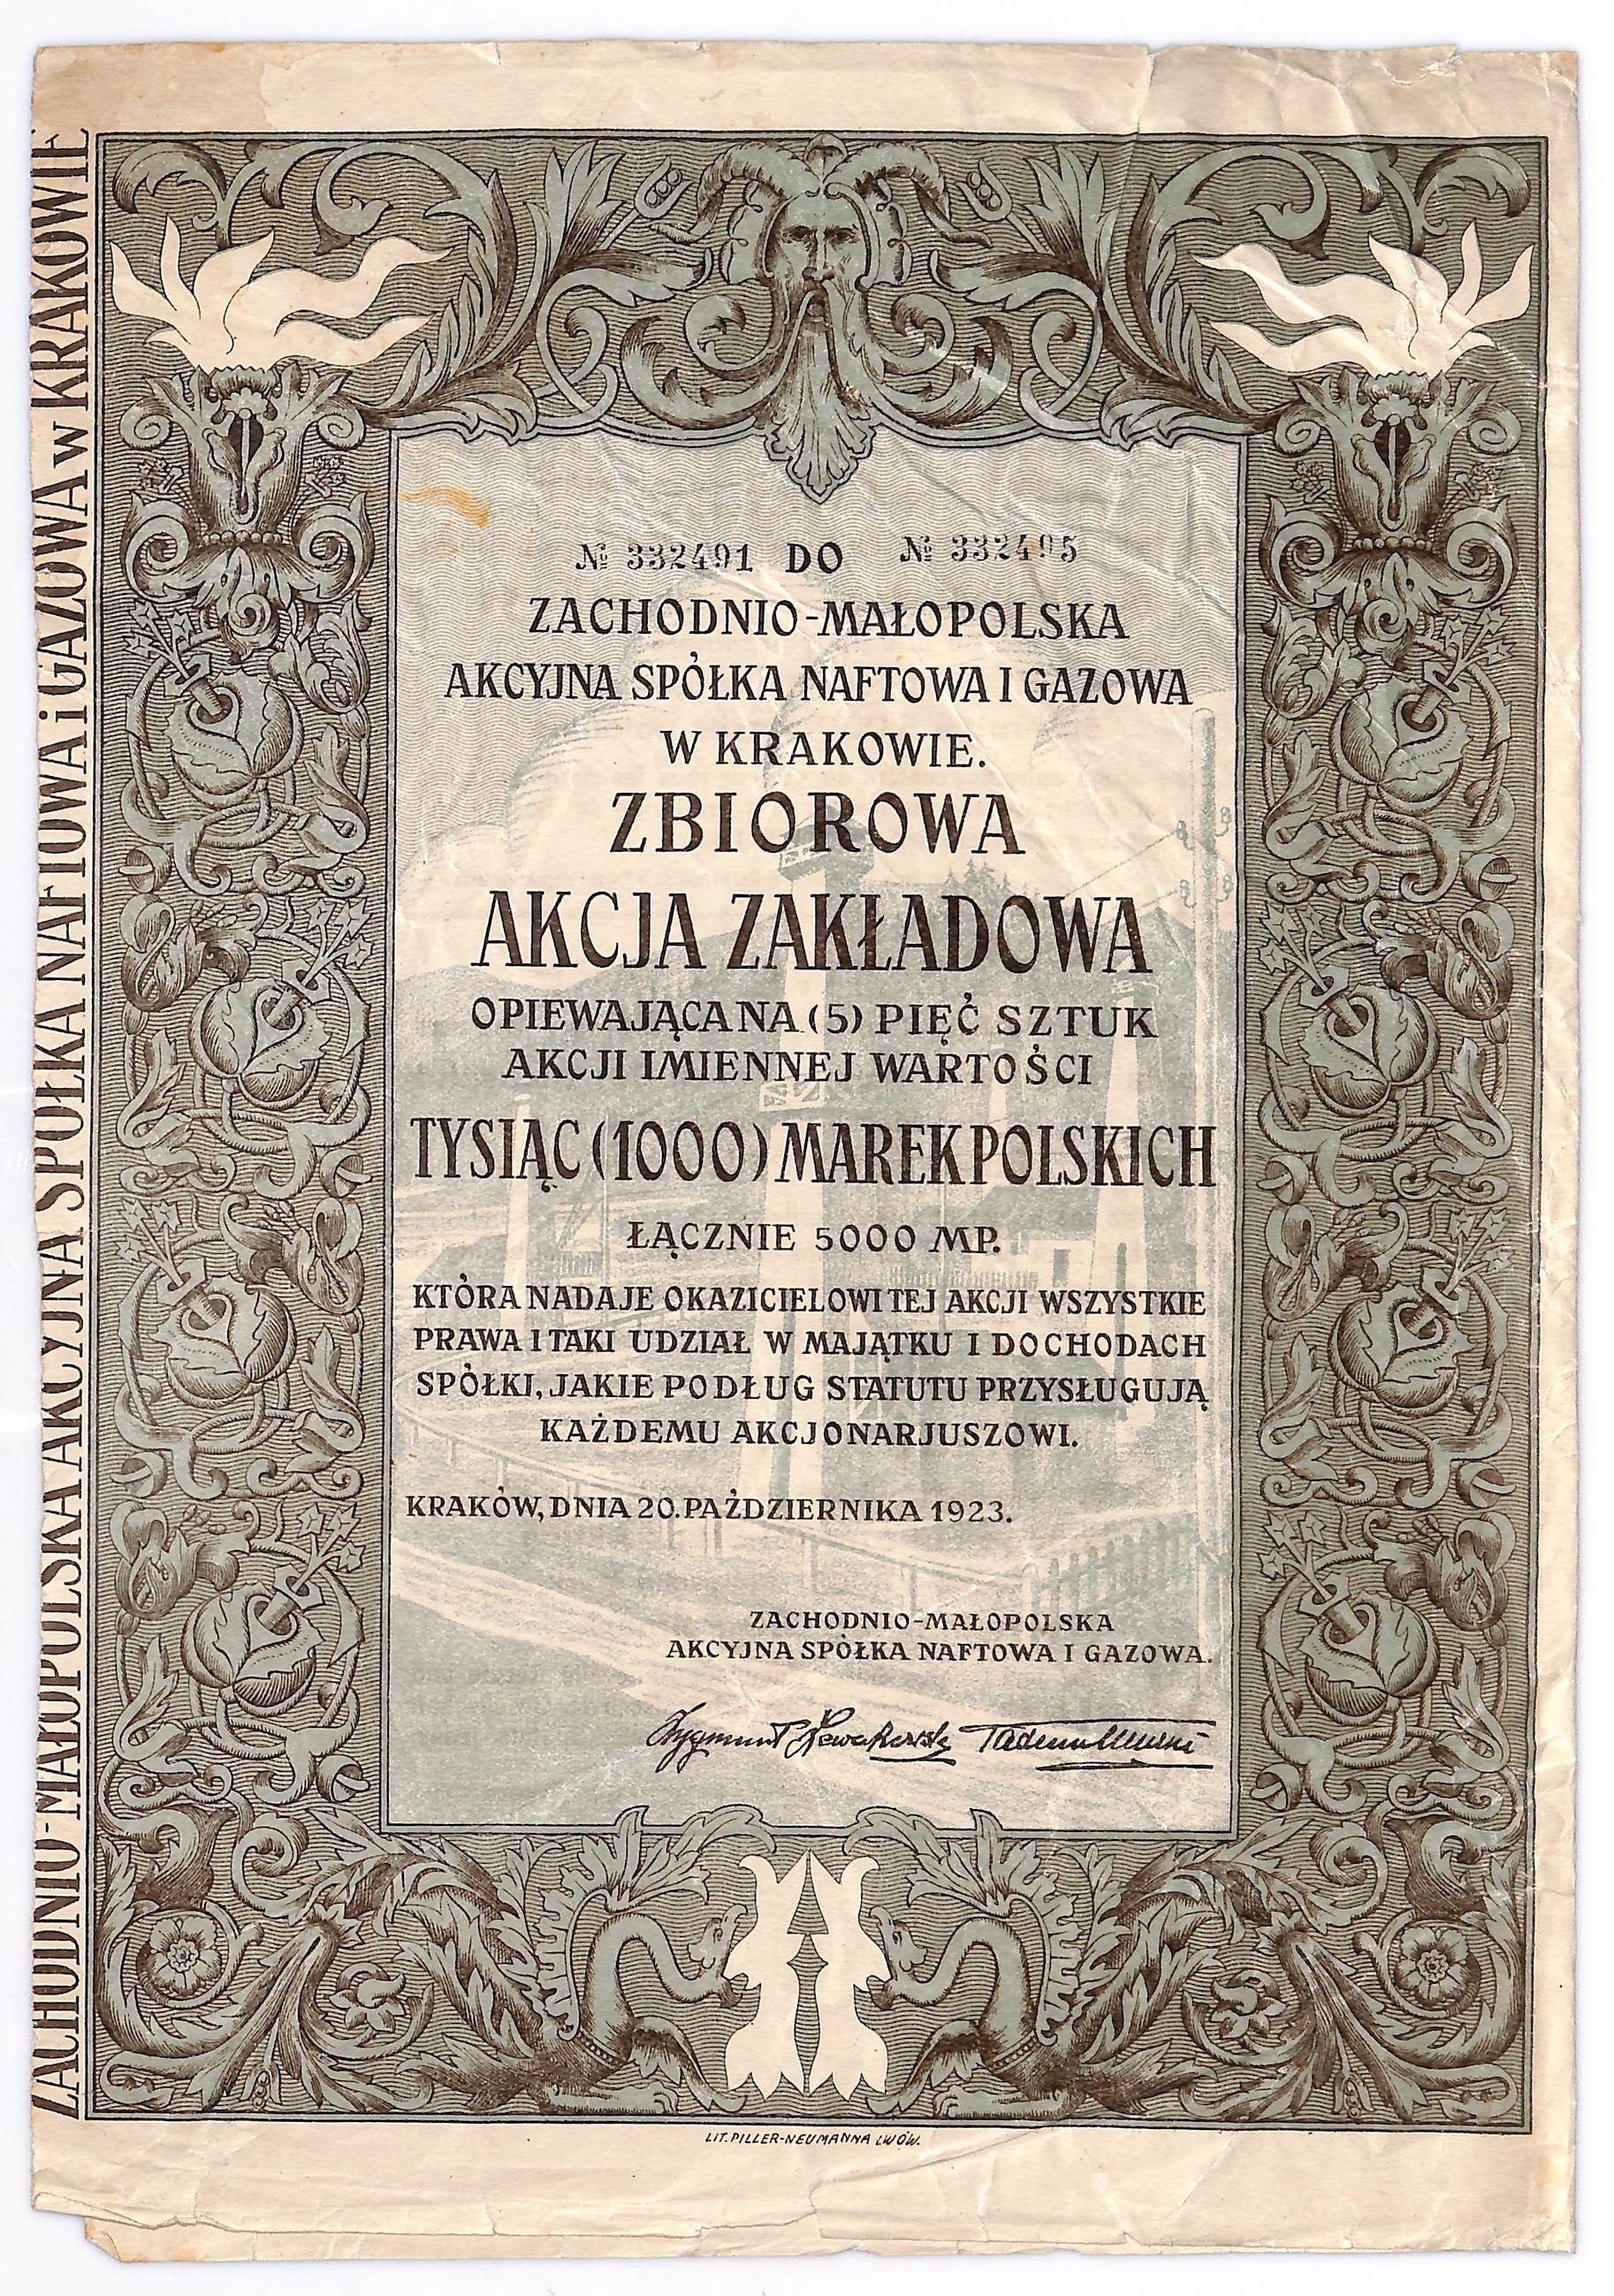 ZACHODNIO-MAŁOPOLSKA AKCYJNA SPÓŁKA NAFTOWA i GAZOWA w KRAKOWIE
№ 332491 DO № 332495
ZACHODNIO-MAŁOPOLSKA
AKCYJNA SPÓŁKA NAFTOWA I GAZOWA
W KRAKOWIE.
ZBIOROWA
AKCJA ZAKŁADOWA
OPIEWAJĄCA NA (5) PIĘĆ SZTUK
AKCJI IMIENNEJ WARTOŚCI
TYSIĄC (1000) MAREK POLSKICH
ŁĄCZNIE 5000 MP.
KTÓRA NADAJE OKAZICIELOWI TEJ AKCJI WSZYSTKIE
PRAWA I TAKI UDZIAŁ W MAJĄTKU I DOCHODACH
SPÓŁKI, JAKIE PODŁUG STATUTU PRZYSŁUGUJĄ
KAŻDEMU AKCJONARJUSZOWI.
KRAKÓW, DNIA 20. PAŹDZIERNIKA 1923.
ZACHODNIO-MAŁOPOLSKA
AKCYJNA SPÓŁKA NAFTOWA I GAZOWA.
Zygmunt Lewakowski Tadeusz
LIT. PILLER-NEUMANNA LWÓW.